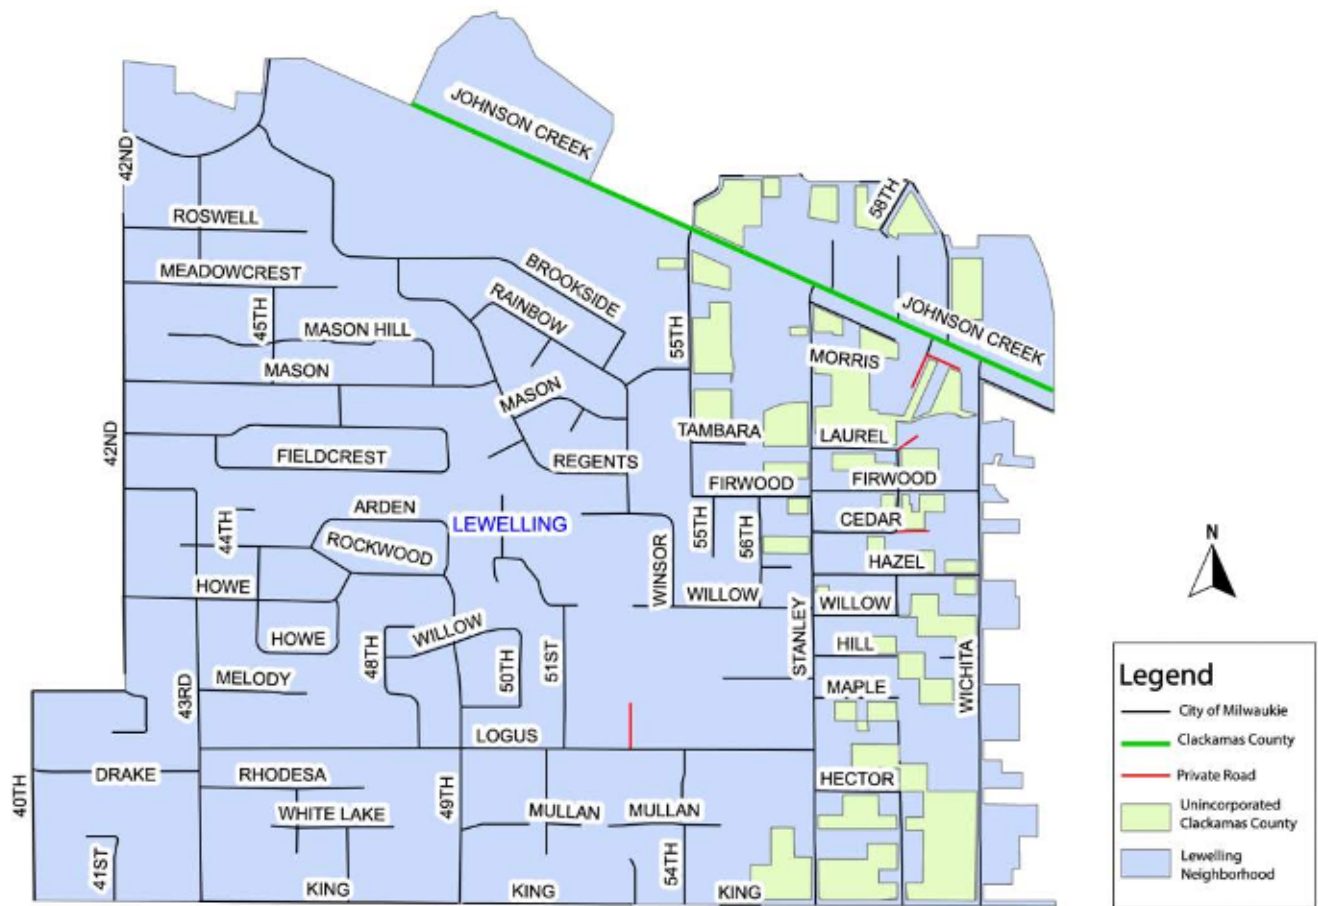 JOHNSON CREEK
42ND
58TH
ROSWELL
MEADOWCREST
BROOKSIDE
RAINBOW
45TH
MASON HILL
55TH
JOHNSON CREEK
MORRIS
MASON
MASON
42ND
TAMBARA
LAUREL
FIELDCREST
REGENTS
FIRWOOD
FIRWOOD
ARDEN
LEWELLING
44TH
55TH
56TH
CEDAR
ROCKWOOD
HAZEL
HOWE
WINSOR
WILLOW
WILLOW
HOWE
WILLOW
STANLEY
HILL
48TH
50TH
51ST
WICHITA
MELODY
43RD
MAPLE
LOGUS
DRAKE
RHODESA
HECTOR
40TH
49TH
WHITE LAKE
MULLAN
MULLAN
41ST
54TH
KING
KING
KING
N
Legend
City of Milwaukie
Clackamas County
Private Road
Unincorporated
Clackamas County
Lewelling
Neighborhood